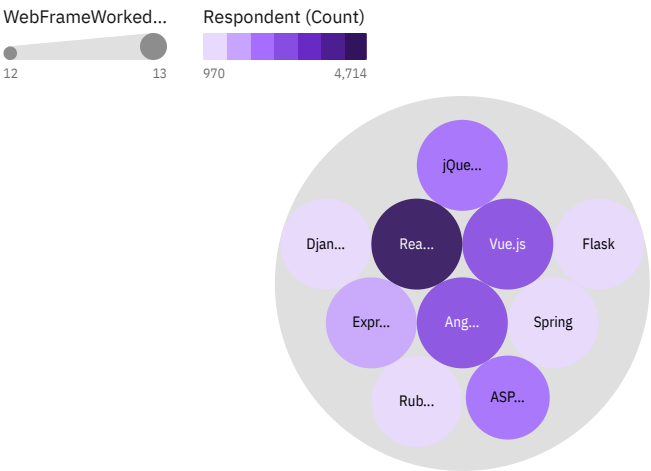 WebFrameWorked... Respondent (Count)
12 13 970 4,714
jQue...
Djan... Rea... Vue.js Flask
Expr... Ang... Spring
Rub... ASP...